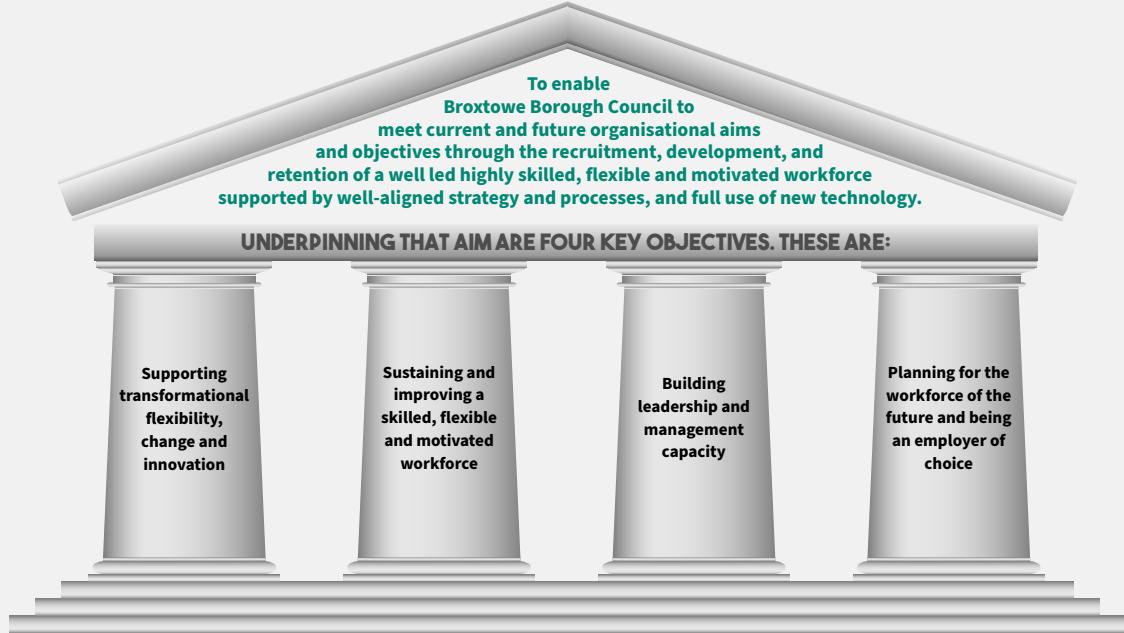 To enable
Broxtowe Borough Council to
meet current and future organisational aims
and objectives through the recruitment, development, and
retention of a well led highly skilled, flexible and motivated workforce
supported by well-aligned strategy and processes, and full use of new technology.
UNDERPINNING THAT AIM ARE FOUR KEY OBJECTIVES. THESE ARE:
Supporting
transformational
flexibility,
change and
innovation
Sustaining and
improving a
skilled, flexible
and motivated
workforce
Building
leadership and
management
capacity
Planning for the
workforce of the
future and being
an employer of
choice